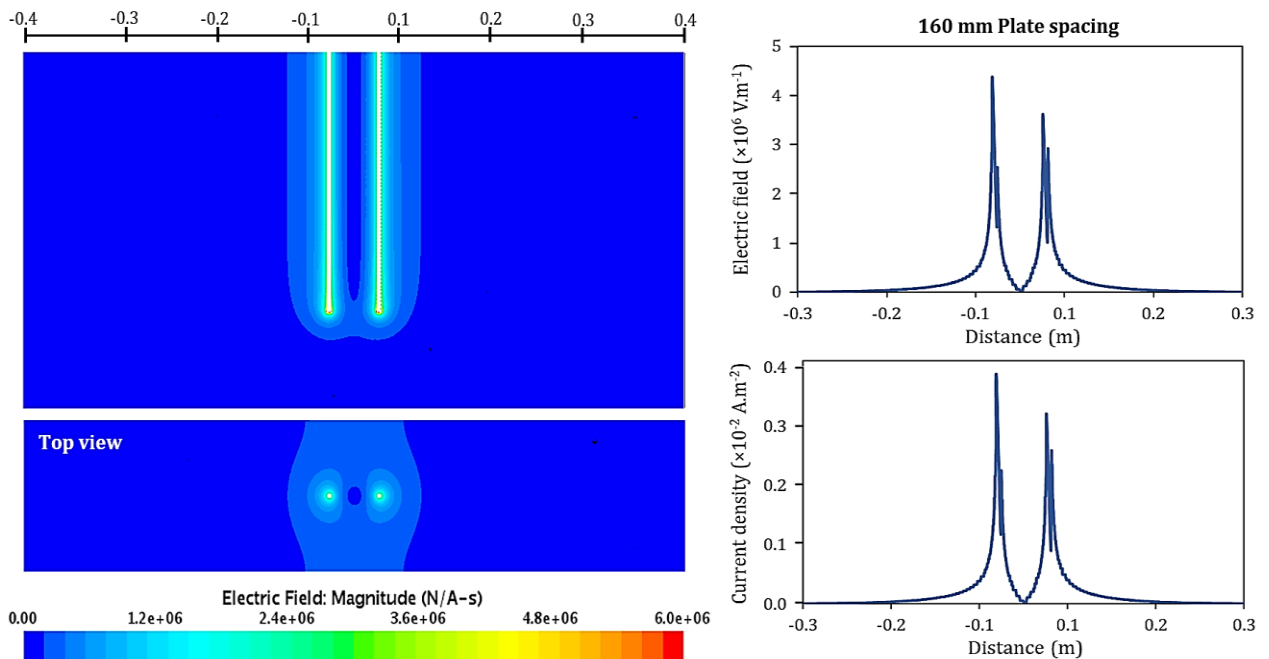 -0.4 -0.3 -0.2 -0.1 0.1 0.2 0.3 0.4
Top view
Electric Field: Magnitude (N/A-s)
0.00 1.2e+06 2.4e+06 3.6e+06 4.8e+06 6.0e+06
160 mm Plate spacing
Electric field (×10⁶ V.m⁻¹)
5
4
3
2
1
0
-0.3 -0.2 -0.1 0.1 0.2 0.3
Distance (m)
Current density (×10⁻² A.m⁻²)
0.4
0.3
0.2
0.1
0.0
-0.3 -0.2 -0.1 0.1 0.2 0.3
Distance (m)